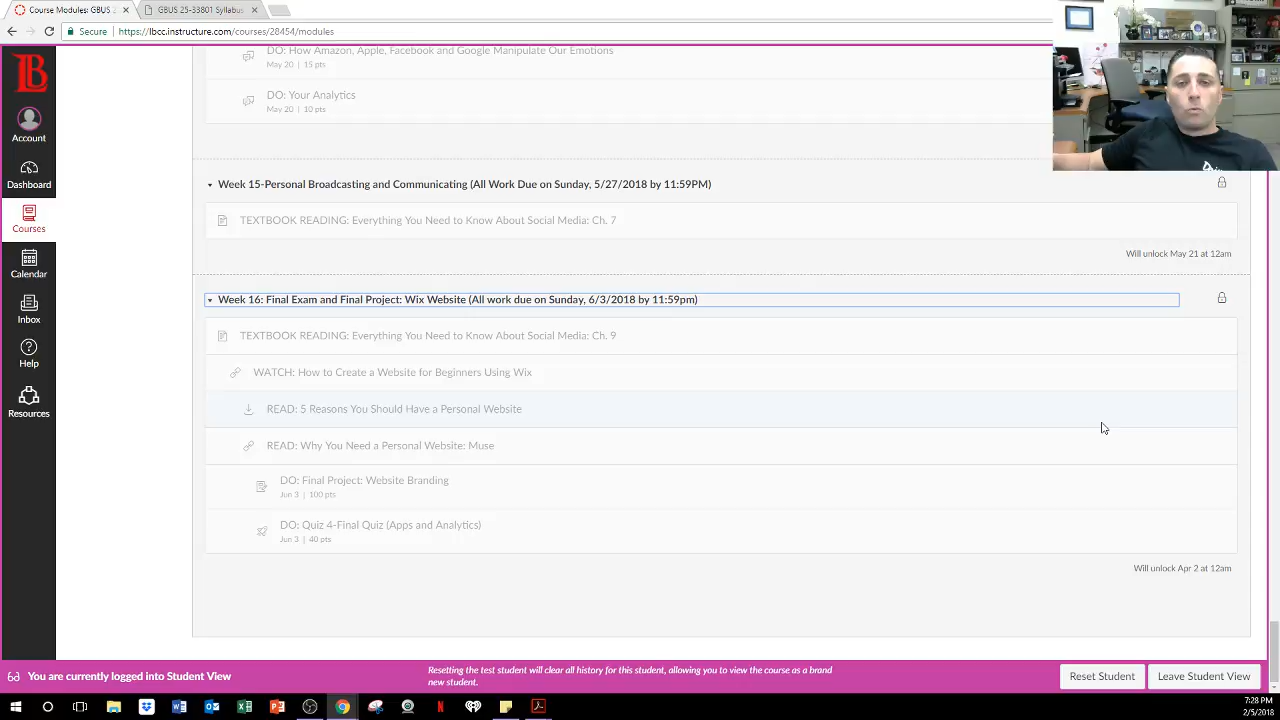 Course Modules: GBUS 2
GBUS 25-33801 Syllabus
Secure
https://lbcc.instructure.com/courses/28454/modules
LB
Account
Dashboard
Courses
Calendar
Inbox
Help
Resources
DO: How Amazon, Apple, Facebook and Google Manipulate Our Emotions
May 20 | 15 pts
DO: Your Analytics
May 20 | 10 pts
Week 15-Personal Broadcasting and Communicating (All Work Due on Sunday, 5/27/2018 by 11:59PM)
TEXTBOOK READING: Everything You Need to Know About Social Media: Ch. 7
Will unlock May 21 at 12am
Week 16: Final Exam and Final Project: Wix Website (All work due on Sunday, 6/3/2018 by 11:59pm)
TEXTBOOK READING: Everything You Need to Know About Social Media: Ch. 9
WATCH: How to Create a Website for Beginners Using Wix
READ: 5 Reasons You Should Have a Personal Website
READ: Why You Need a Personal Website: Muse
DO: Final Project: Website Branding
Jun 3 | 100 pts
DO: Quiz 4-Final Quiz (Apps and Analytics)
Jun 3 | 40 pts
Will unlock Apr 2 at 12am
You are currently logged into Student View
Resetting the test student will clear all history for this student, allowing you to view the course as a brand
new student.
Reset Student
Leave Student View
7:28 PM
2/5/2018